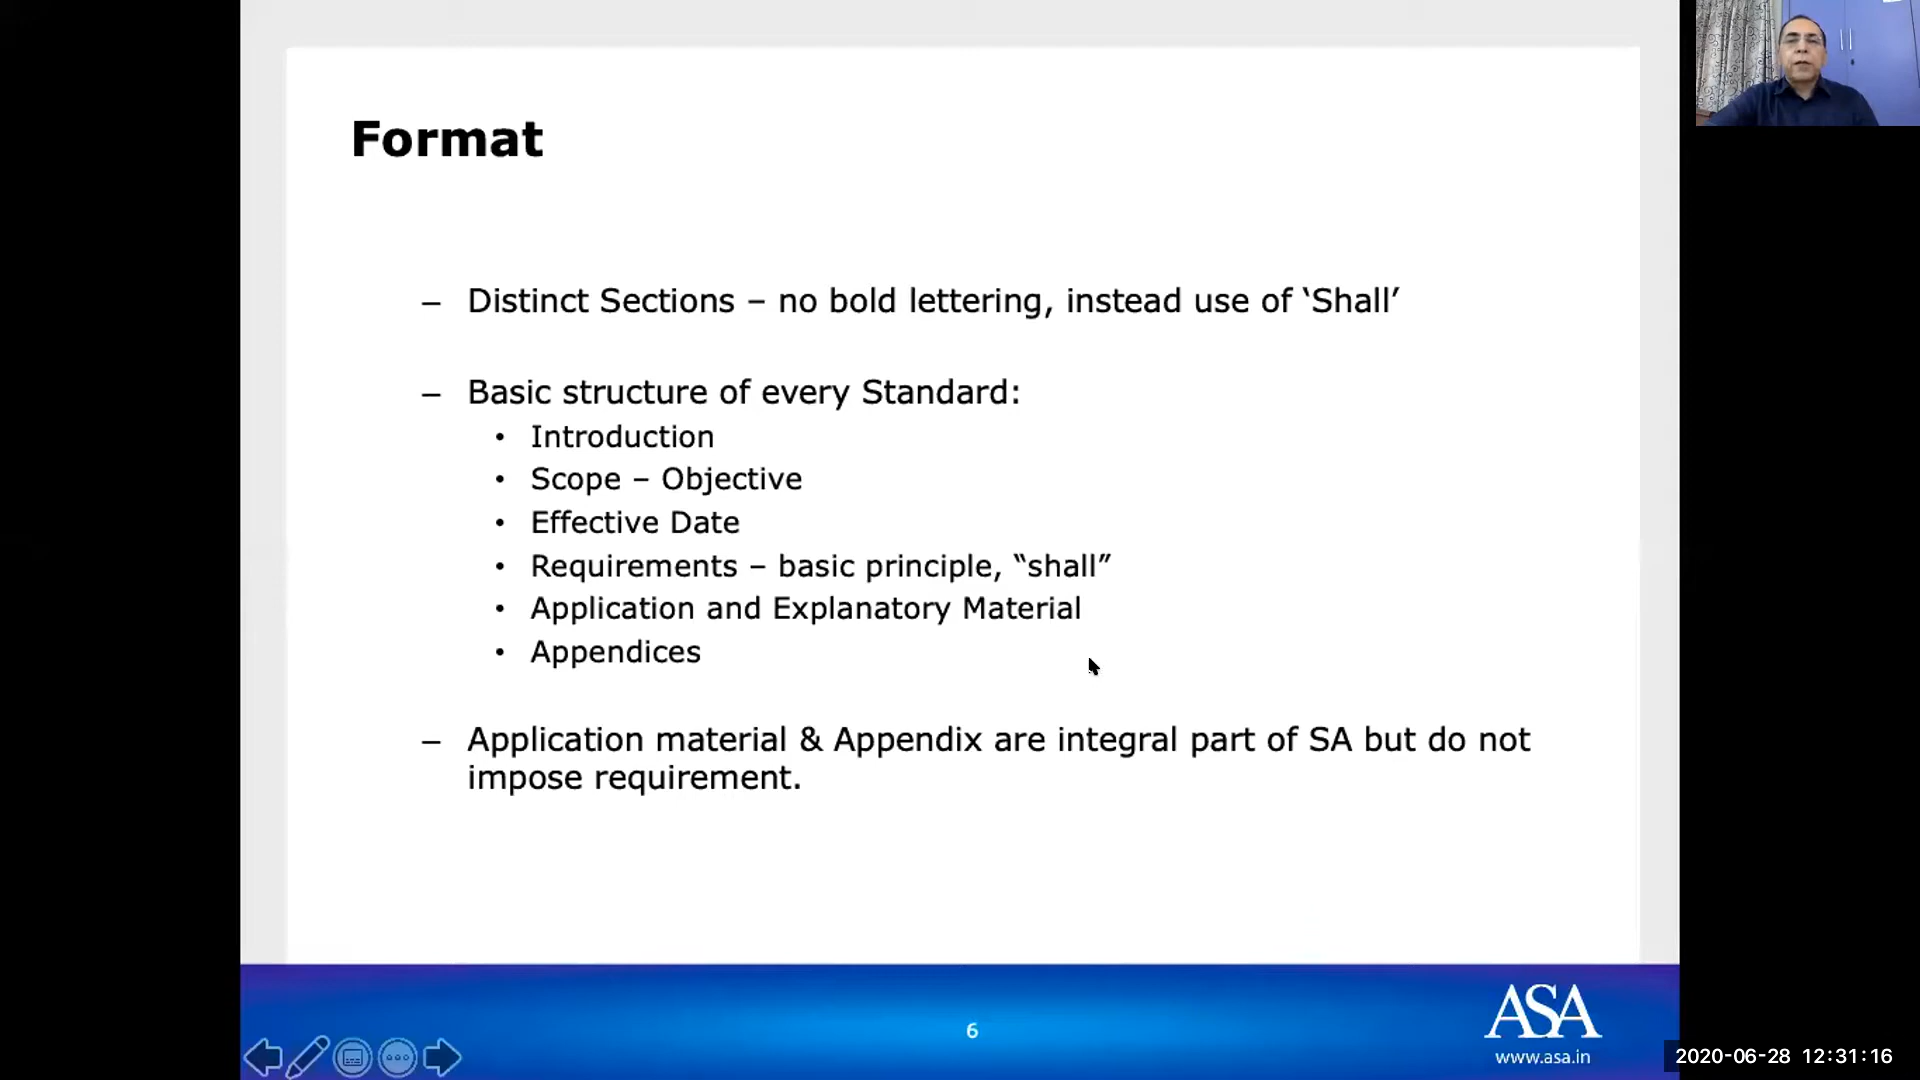 Format
– Distinct Sections – no bold lettering, instead use of ‘Shall’
– Basic structure of every Standard:
• Introduction
• Scope – Objective
• Effective Date
• Requirements – basic principle, “shall”
• Application and Explanatory Material
• Appendices
– Application material & Appendix are integral part of SA but do not
impose requirement.
6
ASA
www.asa.in
2020-06-28 12:31:16